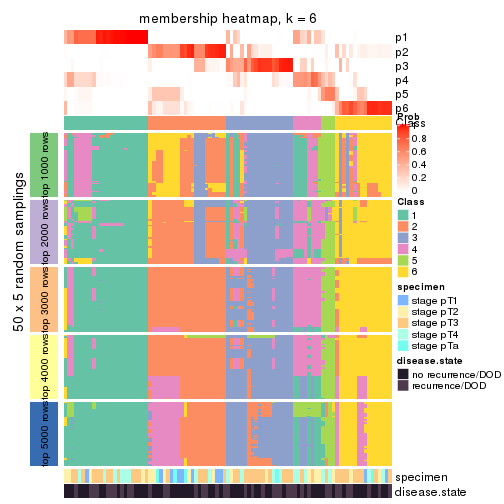 membership heatmap, k = 6
p1
p2
p3
p4
p5
p6
Class
Prob
1
0.8
0.6
0.4
0.2
0
Class
1
2
3
4
5
6
specimen
stage pT1
stage pT2
stage pT3
stage pT4
stage pTa
disease.state
no recurrence/DOD
recurrence/DOD
50 x 5 random samplings
top 1000 rows
top 2000 rows
top 3000 rows
top 4000 rows
top 5000 rows
specimen
disease.state